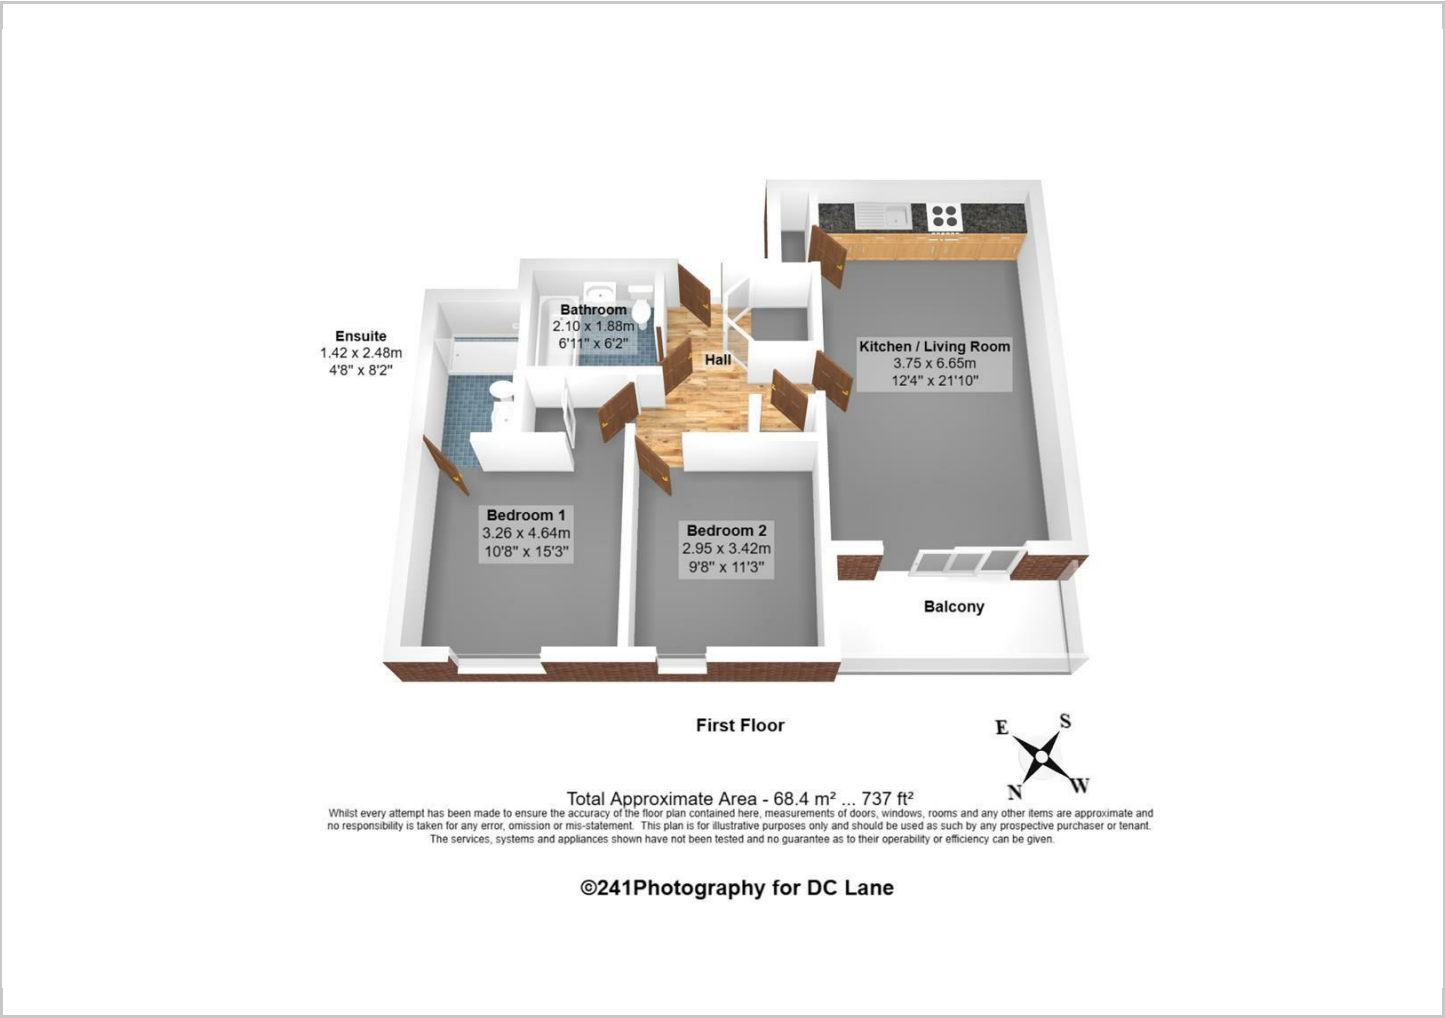 Ensuite
1.42 x 2.48m
4'8" x 8'2"
Bathroom
2.10 x 1.88m
6'11" x 6'2"
Hall
Kitchen / Living Room
3.75 x 6.65m
12'4" x 21'10"
Bedroom 1
3.26 x 4.64m
10'8" x 15'3"
Bedroom 2
2.95 x 3.42m
9'8" x 11'3"
Balcony
First Floor
E S
N W
Total Approximate Area - 68.4 m² ... 737 ft²
Whilst every attempt has been made to ensure the accuracy of the floor plan contained here, measurements of doors, windows, rooms and any other items are approximate and
no responsibility is taken for any error, omission or mis-statement. This plan is for illustrative purposes only and should be used as such by any prospective purchaser or tenant.
The services, systems and appliances shown have not been tested and no guarantee as to their operability or efficiency can be given.
©241Photography for DC Lane